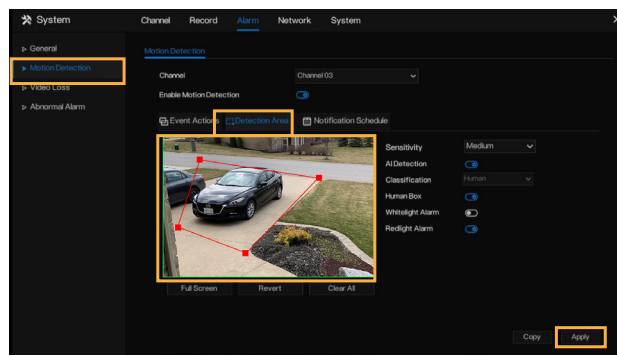 System
Channel Record Alarm Network System
General
Motion Detection
Video Loss
Abnormal Alarm
Motion Detection
Channel Channel 03
Enable Motion Detection
Event Actions Detection Area Notification Schedule
Sensitivity Medium
AI Detection
Classification Human
Human Box
Whitelight Alarm
Redlight Alarm
Full Screen Revert Clear All
Copy Apply